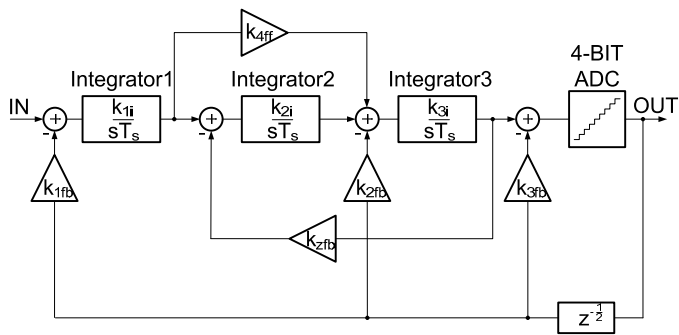 k4ff
4-BIT
ADC
Integrator1
Integrator2
Integrator3
IN
OUT
+
-
k1i
sTs
+
-
k2i
sTs
+
-
k3i
sTs
+
-
k1fb
k2fb
k3fb
kzfb
z^-1/2